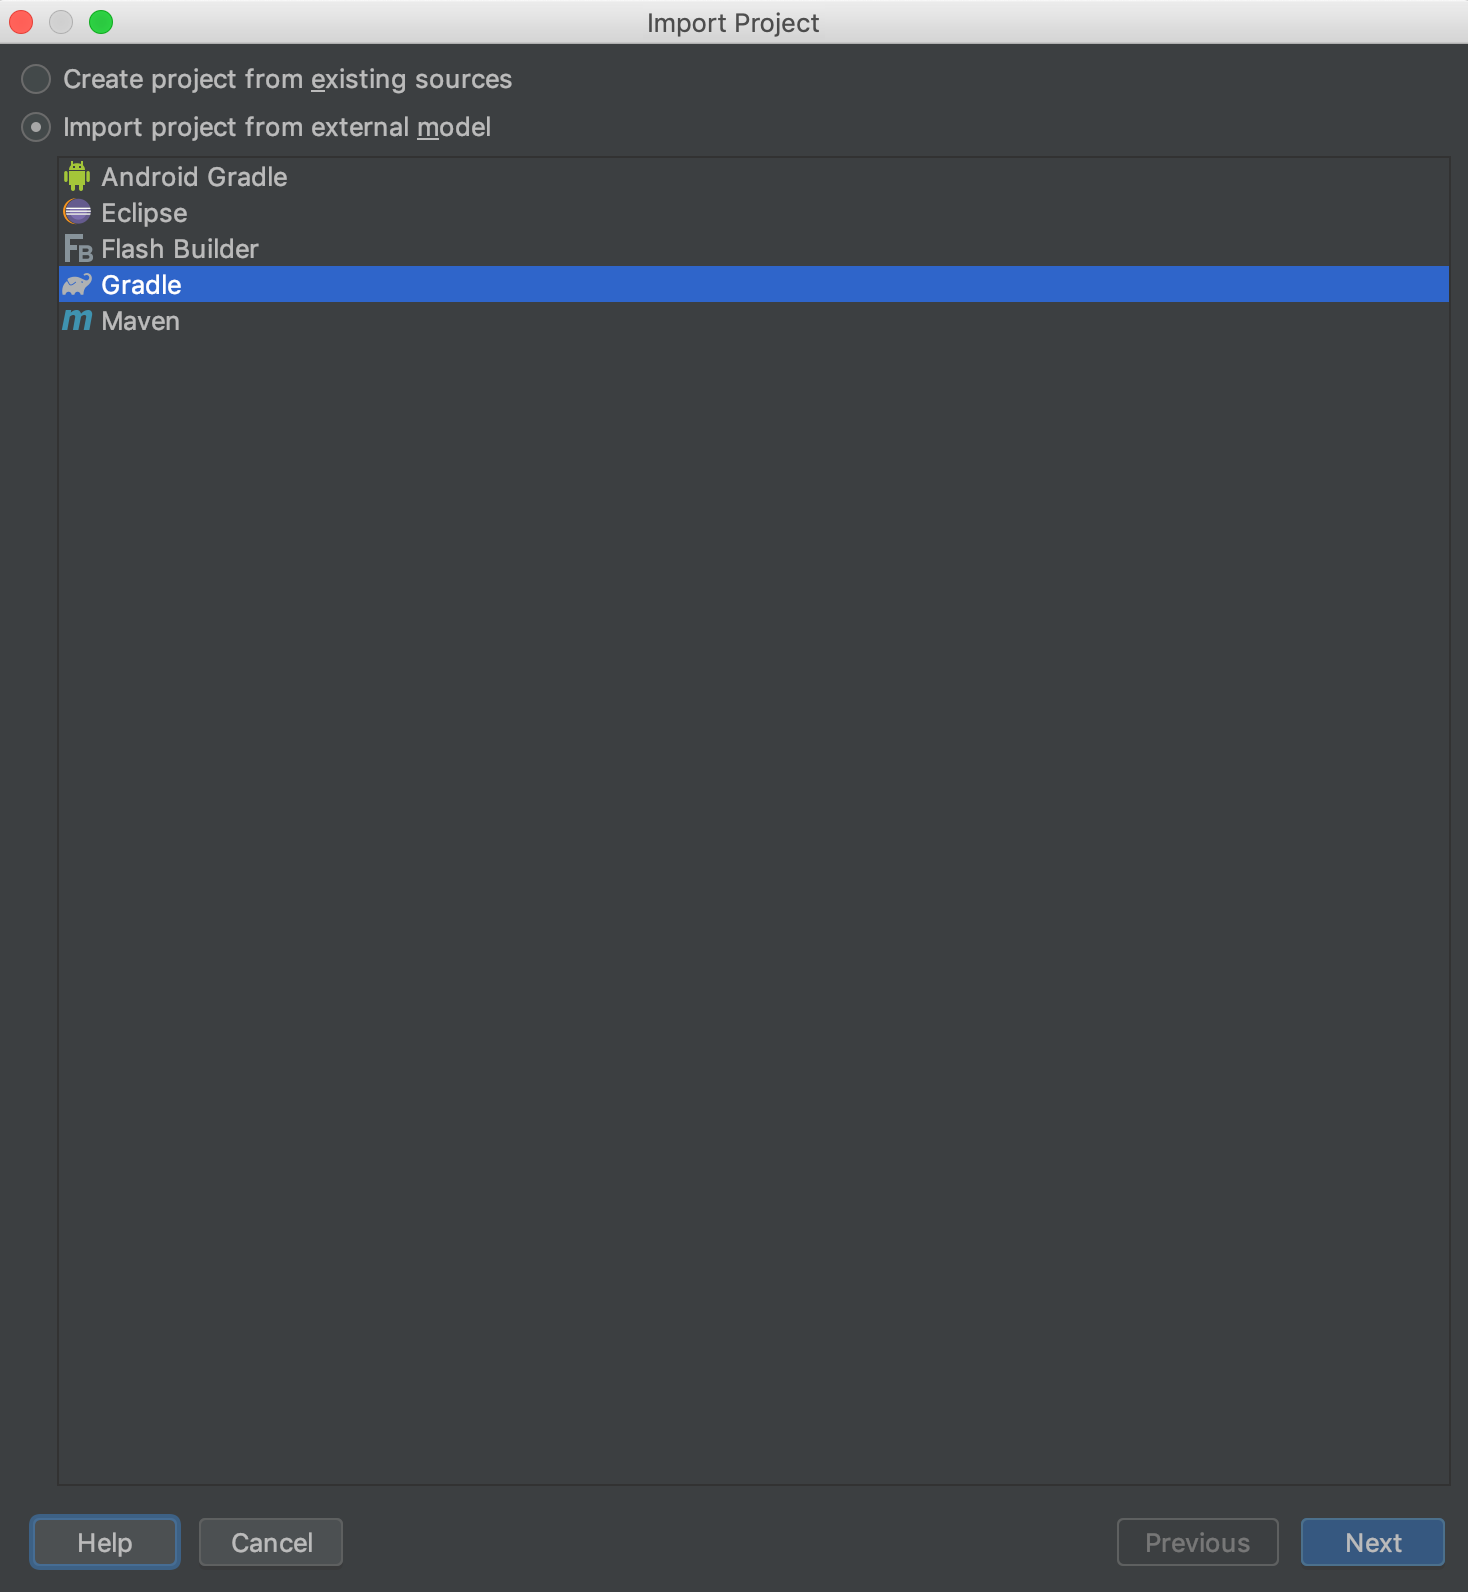 Import Project
Create project from existing sources
Import project from external model
Android Gradle
Eclipse
FB Flash Builder
Gradle
m Maven
Help Cancel Previous Next